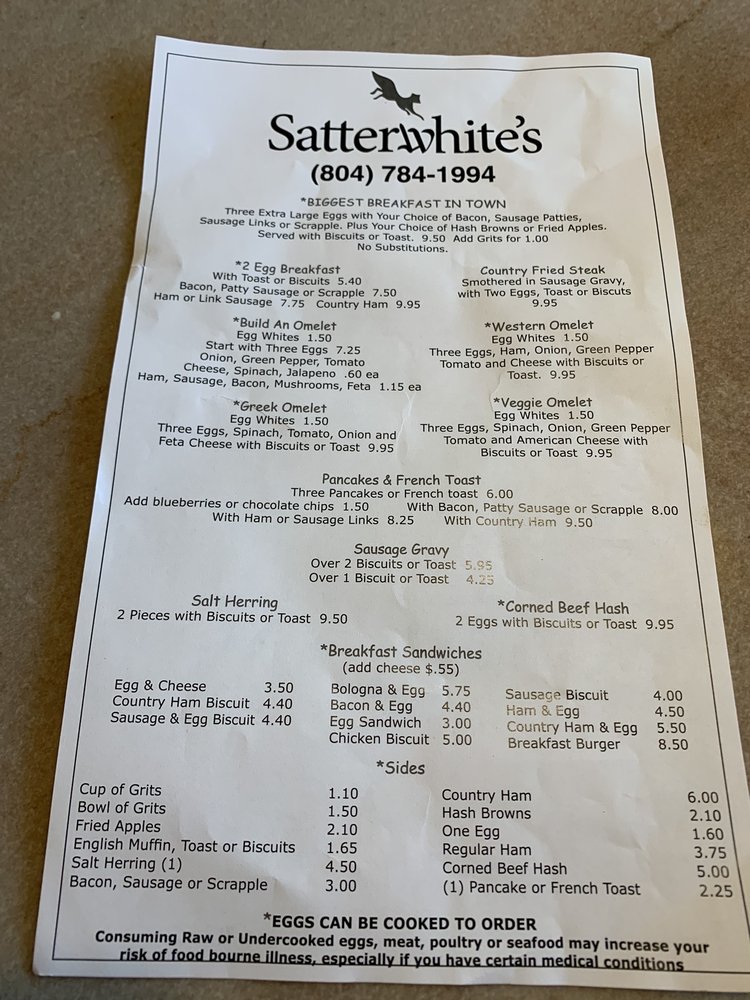 Satterwhite's
(804) 784-1994
*BIGGEST BREAKFAST IN TOWN
Three Extra Large Eggs with Your Choice of Bacon, Sausage Patties,
Sausage Links or Scrapple. Plus Your Choice of Hash Browns or Fried Apples.
Served with Biscuits or Toast. 9.50 Add Grits for 1.00
No Substitutions.
*2 Egg Breakfast
With Toast or Biscuits 5.40
Bacon, Patty Sausage or Scrapple 7.50
Ham or Link Sausage 7.75 Country Ham 9.95
Country Fried Steak
Smothered in Sausage Gravy,
with Two Eggs, Toast or Biscuts
9.95
*Build An Omelet
Egg Whites 1.50
Start with Three Eggs 7.25
Onion, Green Pepper, Tomato
Cheese, Spinach, Jalapeno .60 ea
Ham, Sausage, Bacon, Mushrooms, Feta 1.15 ea
*Western Omelet
Egg Whites 1.50
Three Eggs, Ham, Onion, Green Pepper
Tomato and Cheese with Biscuits or
Toast. 9.95
*Greek Omelet
Egg Whites 1.50
Three Eggs, Spinach, Tomato, Onion and
Feta Cheese with Biscuits or Toast 9.95
*Veggie Omelet
Egg Whites 1.50
Three Eggs, Spinach, Onion, Green Pepper
Tomato and American Cheese with
Biscuits or Toast 9.95
Pancakes & French Toast
Three Pancakes or French toast 6.00
Add blueberries or chocolate chips 1.50 With Bacon, Patty Sausage or Scrapple 8.00
With Ham or Sausage Links 8.25 With Country Ham 9.50
Sausage Gravy
Over 2 Biscuits or Toast 5.95
Over 1 Biscuit or Toast 4.25
Salt Herring
2 Pieces with Biscuits or Toast 9.50
*Corned Beef Hash
2 Eggs with Biscuits or Toast 9.95
*Breakfast Sandwiches
(add cheese $.55)
Egg & Cheese 3.50
Country Ham Biscuit 4.40
Sausage & Egg Biscuit 4.40
Bologna & Egg 5.75
Bacon & Egg 4.40
Egg Sandwich 3.00
Chicken Biscuit 5.00
Sausage Biscuit 4.00
Ham & Egg 4.50
Country Ham & Egg 5.50
Breakfast Burger 8.50
*Sides
Cup of Grits 1.10
Bowl of Grits 1.50
Fried Apples 2.10
English Muffin, Toast or Biscuits 1.65
Salt Herring (1) 4.50
Bacon, Sausage or Scrapple 3.00
Country Ham 6.00
Hash Browns 2.10
One Egg 1.60
Regular Ham 3.75
Corned Beef Hash 5.00
(1) Pancake or French Toast 2.25
*EGGS CAN BE COOKED TO ORDER
Consuming Raw or Undercooked eggs, meat, poultry or seafood may increase your
risk of food bourne illness, especially if you have certain medical conditions